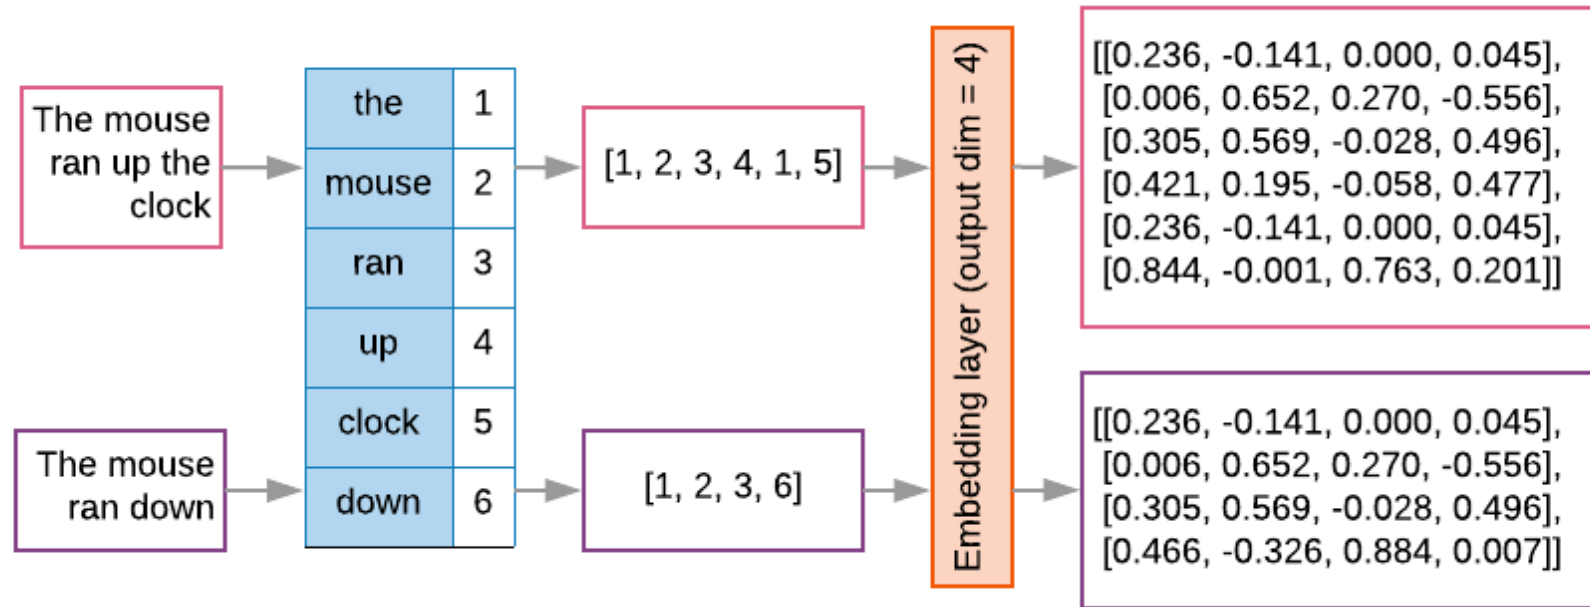 The mouse
ran up the
clock
the 1
mouse 2
ran 3
up 4
clock 5
down 6
[1, 2, 3, 4, 1, 5]
Embedding layer (output dim = 4)
[[0.236, -0.141, 0.000, 0.045],
[0.006, 0.652, 0.270, -0.556],
[0.305, 0.569, -0.028, 0.496],
[0.421, 0.195, -0.058, 0.477],
[0.236, -0.141, 0.000, 0.045],
[0.844, -0.001, 0.763, 0.201]]
The mouse
ran down
[1, 2, 3, 6]
[[0.236, -0.141, 0.000, 0.045],
[0.006, 0.652, 0.270, -0.556],
[0.305, 0.569, -0.028, 0.496],
[0.466, -0.326, 0.884, 0.007]]